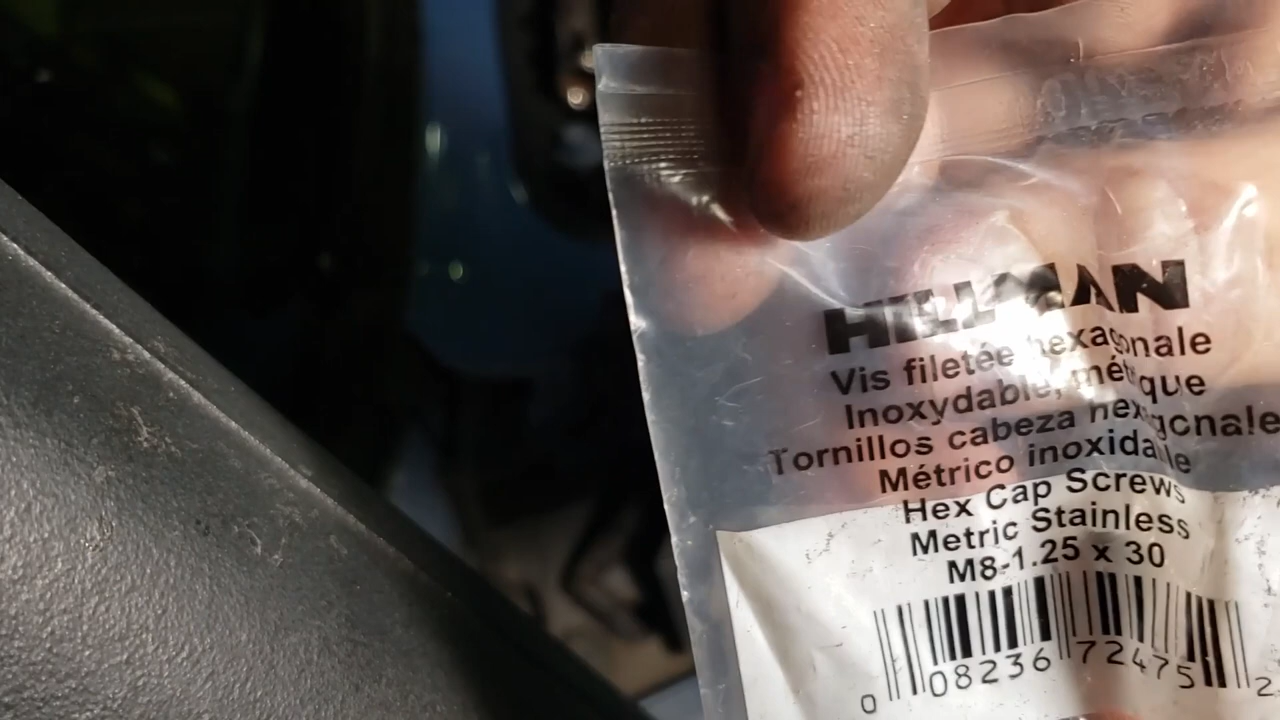 HILLMAN
Vis filetée hexagonale
Inoxydable, métrique
Tornillos cabeza hexagonale
Métrico inoxidable
Hex Cap Screws
Metric Stainless
M8-1.25 x 30
0 08236 72475 2